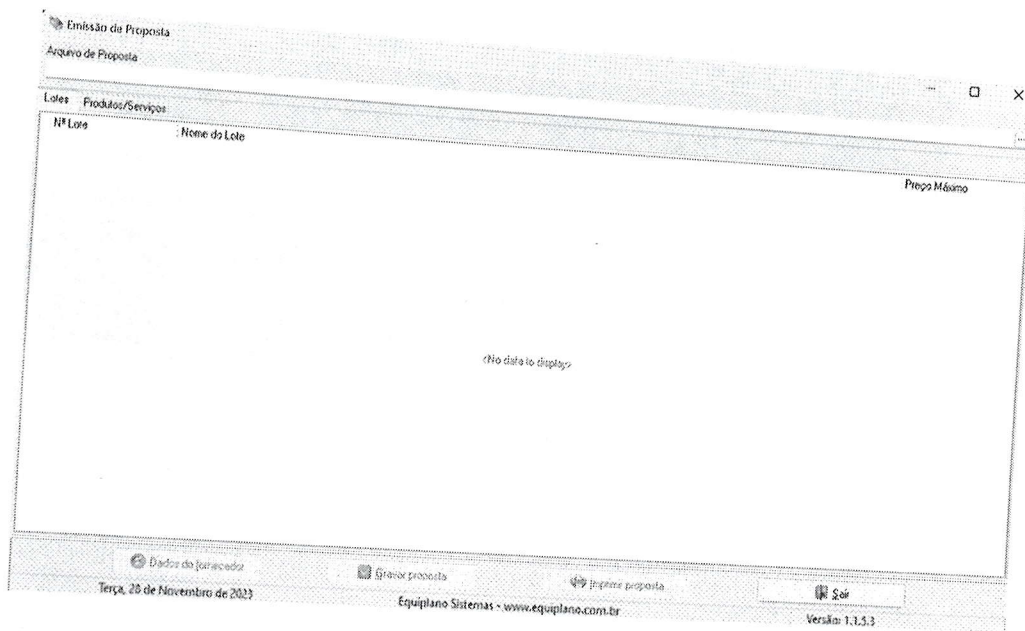 Emissão de Proposta
Arquivo de Proposta
Lotes Produtos/Serviços
Nº Lote Nome do Lote Preço Máximo
<No data to display>
Dados do fornecedor Gravar proposta Imprimir proposta Sair
Terça, 28 de Novembro de 2023 Equiplano Sistemas - www.equiplano.com.br Versão: 1.1.5.3